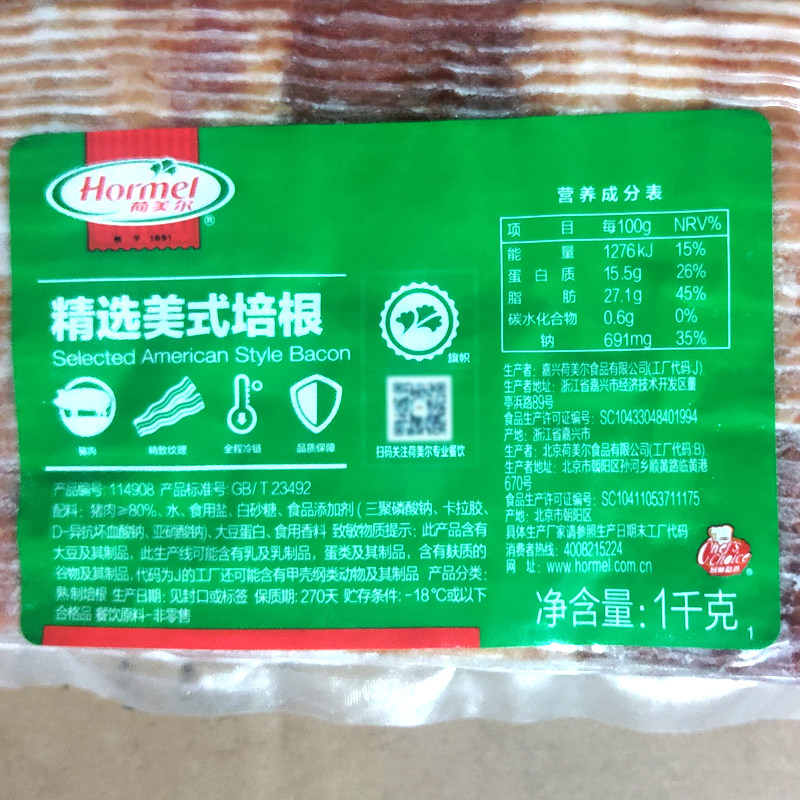 Hormel
荷美尔
®
始于1891
精选美式培根
Selected American Style Bacon
旗帜
猪肉
精致纹理
全程冷链
品质保障
扫码关注荷美尔专业餐饮
产品编号: 114908 产品标准号: GB/T 23492
配料: 猪肉≥80%、水、食用盐、白砂糖、食品添加剂 (三聚磷酸钠、卡拉胶、
D-异抗坏血酸钠、亚硝酸钠)、大豆蛋白、食用香料 致敏物质提示: 此产品含有
大豆及其制品, 此生产线可能含有乳及乳制品, 蛋类及其制品, 含有麸质的
谷物及其制品, 代码为J的工厂还可能含有甲壳纲类动物及其制品 产品分类:
熟制培根 生产日期: 见封口或标签 保质期: 270天 贮存条件: -18℃或以下
合格品 餐饮原料-非零售
营养成分表
项目 每100g NRV%
能量 1276kJ 15%
蛋白质 15.5g 26%
脂肪 27.1g 45%
碳水化合物 0.6g 0%
钠 691mg 35%
生产者: 嘉兴荷美尔食品有限公司(工厂代码:J)
生产者地址: 浙江省嘉兴市经济技术开发区董
亭浜路89号
食品生产许可证编号: SC10433048401994
产地: 浙江省嘉兴市
生产者: 北京荷美尔食品有限公司(工厂代码:B)
生产者地址: 北京市朝阳区孙河乡顺黄路临黄港
670号
食品生产许可证编号: SC10411053711175
产地: 北京市朝阳区
具体生产厂家请参照生产日期末工厂代码
消费者热线: 4008215224
网 址: www.hormel.com.cn
Chef's Choice
®
净含量: 1千克
1